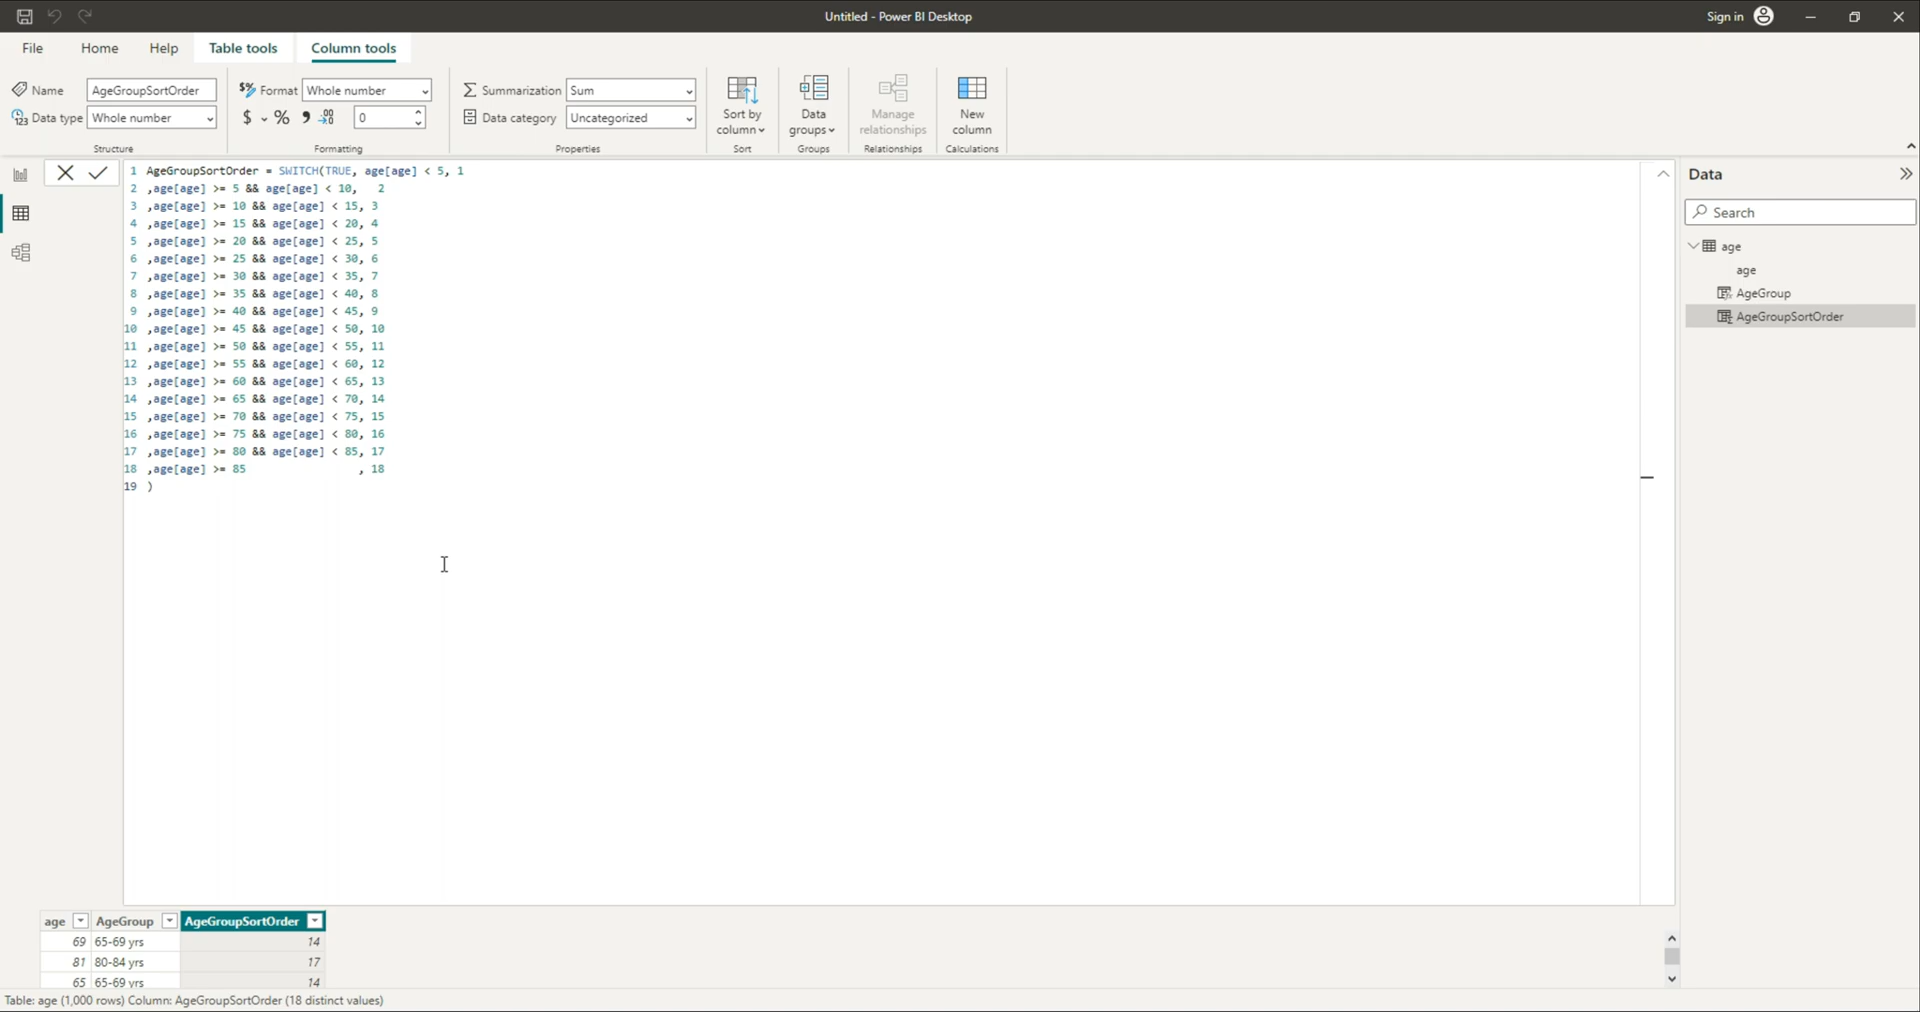 Untitled - Power BI Desktop
Sign in
File Home Help Table tools Column tools
Name AgeGroupSortOrder
Data type Whole number
Structure
Format Whole number
$ % 0
Formatting
Summarization Sum
Data category Uncategorized
Properties
Sort by
column
Sort
Data
groups
Groups
Manage
relationships
Relationships
New
column
Calculations
1 AgeGroupSortOrder = SWITCH(TRUE, age[age] < 5, 1
2 ,age[age] >= 5 && age[age] < 10, 2
3 ,age[age] >= 10 && age[age] < 15, 3
4 ,age[age] >= 15 && age[age] < 20, 4
5 ,age[age] >= 20 && age[age] < 25, 5
6 ,age[age] >= 25 && age[age] < 30, 6
7 ,age[age] >= 30 && age[age] < 35, 7
8 ,age[age] >= 35 && age[age] < 40, 8
9 ,age[age] >= 40 && age[age] < 45, 9
10 ,age[age] >= 45 && age[age] < 50, 10
11 ,age[age] >= 50 && age[age] < 55, 11
12 ,age[age] >= 55 && age[age] < 60, 12
13 ,age[age] >= 60 && age[age] < 65, 13
14 ,age[age] >= 65 && age[age] < 70, 14
15 ,age[age] >= 70 && age[age] < 75, 15
16 ,age[age] >= 75 && age[age] < 80, 16
17 ,age[age] >= 80 && age[age] < 85, 17
18 ,age[age] >= 85 , 18
19 )
Data
Search
age
age
AgeGroup
AgeGroupSortOrder
age AgeGroup AgeGroupSortOrder
69 65-69 yrs 14
81 80-84 yrs 17
65 65-69 yrs 14
Table: age (1,000 rows) Column: AgeGroupSortOrder (18 distinct values)